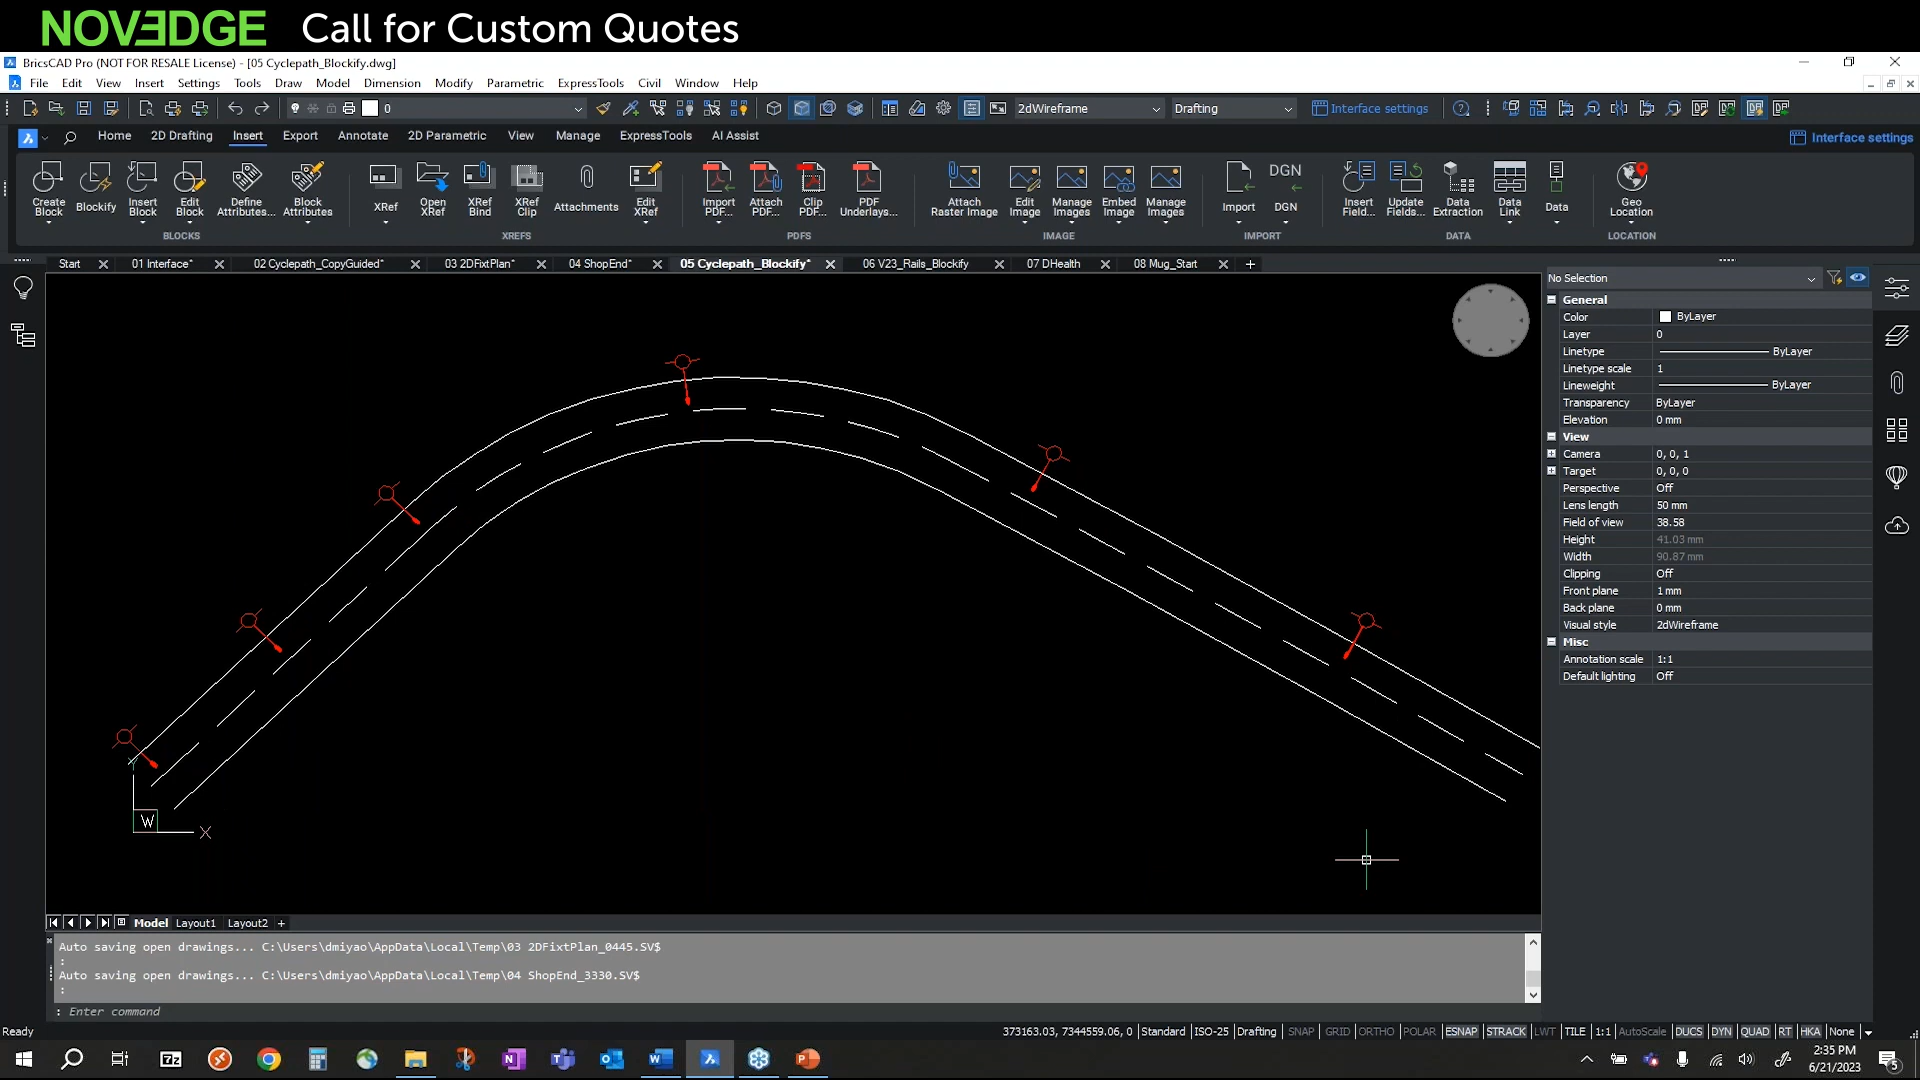 NOVEDGE Call for Custom Quotes
BricsCAD Pro (NOT FOR RESALE License) - [05 Cyclepath_Blockify.dwg]
File Edit View Insert Settings Tools Draw Model Dimension Modify Parametric ExpressTools Civil Window Help
0 2dWireframe Drafting Interface settings
Home 2D Drafting Insert Export Annotate 2D Parametric View Manage ExpressTools AI Assist Interface settings
Create Block
Blockify
Insert Block
Edit Block
Define Attributes...
Block Attributes
XRef
Open XRef
XRef Bind
XRef Clip
Attachments
Edit XRef
Import PDF...
Attach PDF...
Clip PDF...
PDF Underlays...
Attach Raster Image
Edit Image
Manage Images
Embed Image
Manage Images
Import
DGN
DGN
Insert Field...
Update Fields...
Data Extraction
Data Link
Data
Geo Location
BLOCKS XREFS PDFS IMAGE IMPORT DATA LOCATION
Start 01 Interface* 02 Cyclepath_CopyGuided* 03 2DFixtPlan* 04 ShopEnd* 05 Cyclepath_Blockify* 06 V23_Rails_Blockify 07 DHealth 08 Mug_Start
No Selection
General
Color ByLayer
Layer 0
Linetype ByLayer
Linetype scale 1
Lineweight ByLayer
Transparency ByLayer
Elevation 0 mm
View
Camera 0, 0, 1
Target 0, 0, 0
Perspective Off
Lens length 50 mm
Field of view 38.58
Height 41.03 mm
Width 90.87 mm
Clipping Off
Front plane 1 mm
Back plane 0 mm
Visual style 2dWireframe
Misc
Annotation scale 1:1
Default lighting Off
W
X
Model Layout1 Layout2 +
Auto saving open drawings... C:\Users\dmiyao\AppData\Local\Temp\03 2DFixtPlan_0445.SV$
:
Auto saving open drawings... C:\Users\dmiyao\AppData\Local\Temp\04 ShopEnd_3330.SV$
:
: Enter command
Ready 373163.03, 7344559.06, 0 Standard ISO-25 Drafting SNAP GRID ORTHO POLAR ESNAP STRACK LWT TILE 1:1 AutoScale DUCS DYN QUAD RT HKA None
2:35 PM
6/21/2023
5